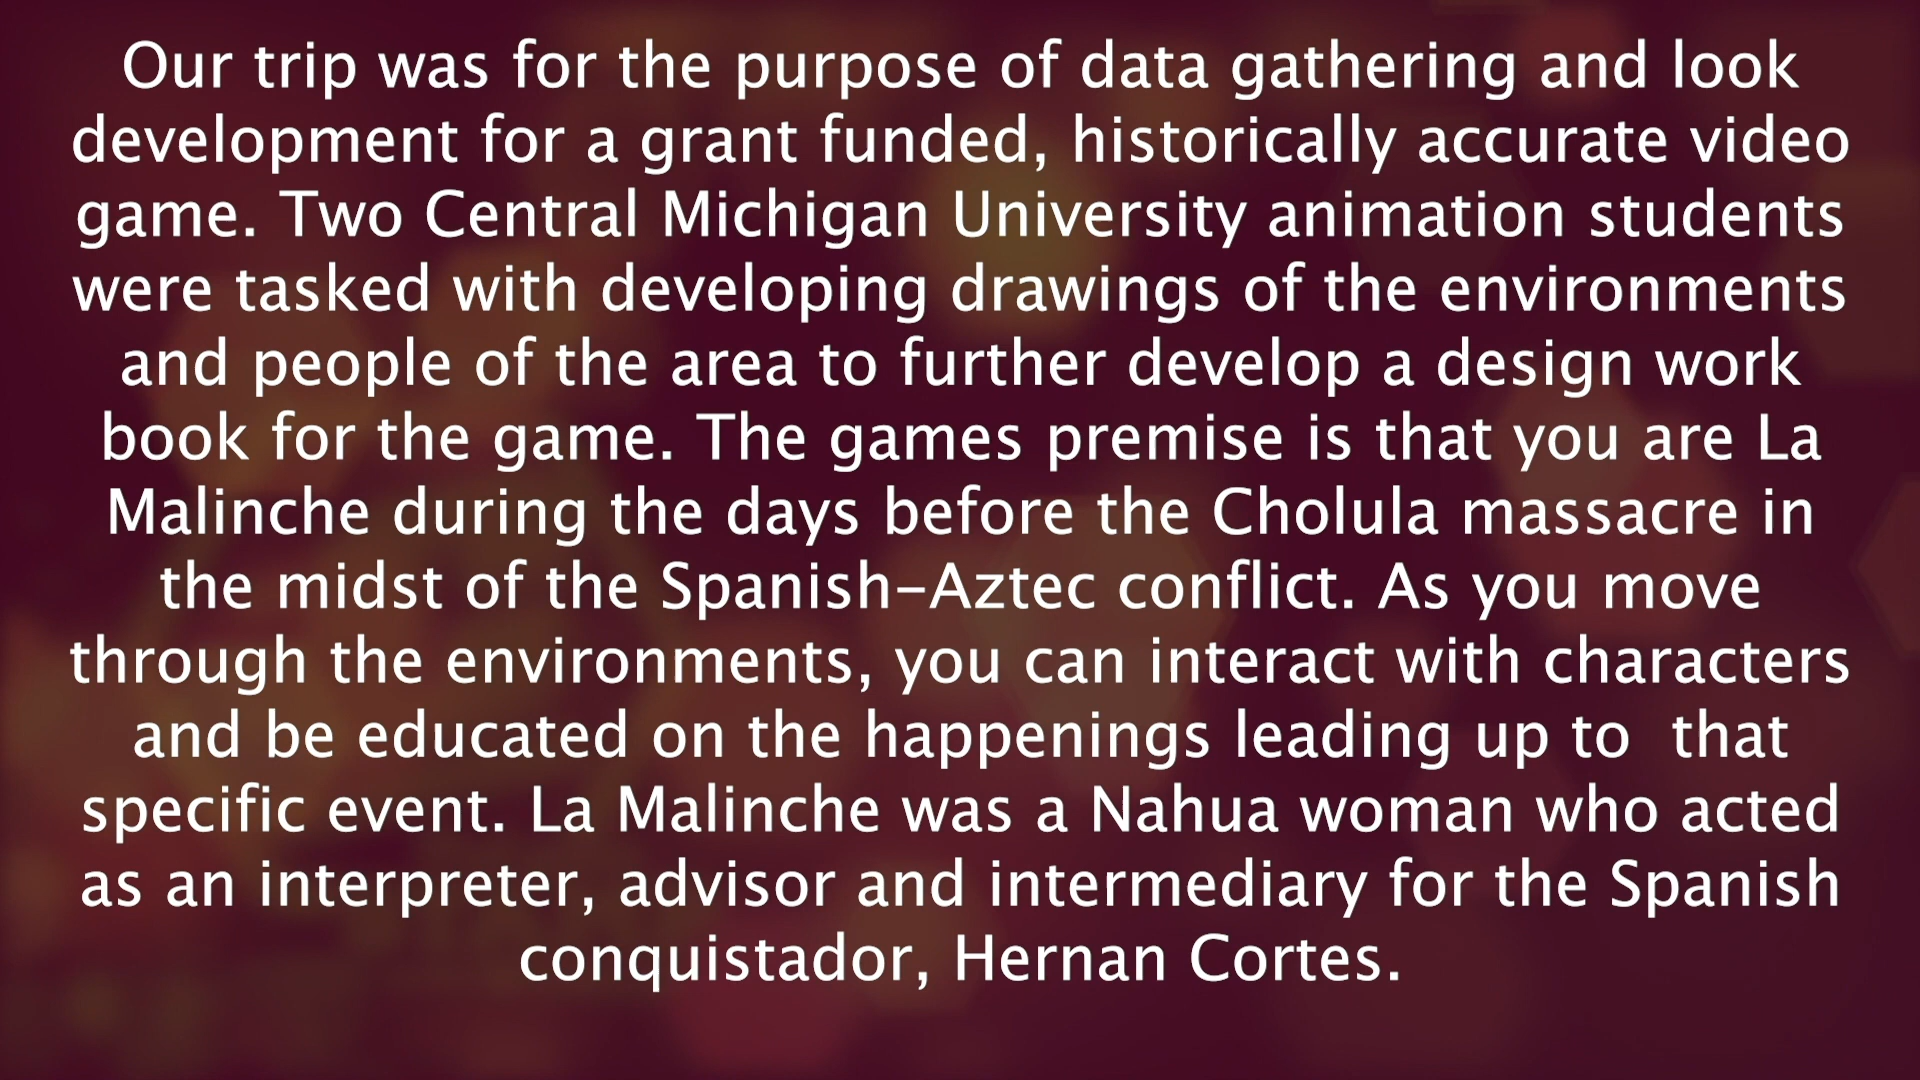 Our trip was for the purpose of data gathering and look
development for a grant funded, historically accurate video
game. Two Central Michigan University animation students
were tasked with developing drawings of the environments
and people of the area to further develop a design work
book for the game. The games premise is that you are La
Malinche during the days before the Cholula massacre in
the midst of the Spanish–Aztec conflict. As you move
through the environments, you can interact with characters
and be educated on the happenings leading up to  that
specific event. La Malinche was a Nahua woman who acted
as an interpreter, advisor and intermediary for the Spanish
conquistador, Hernan Cortes.